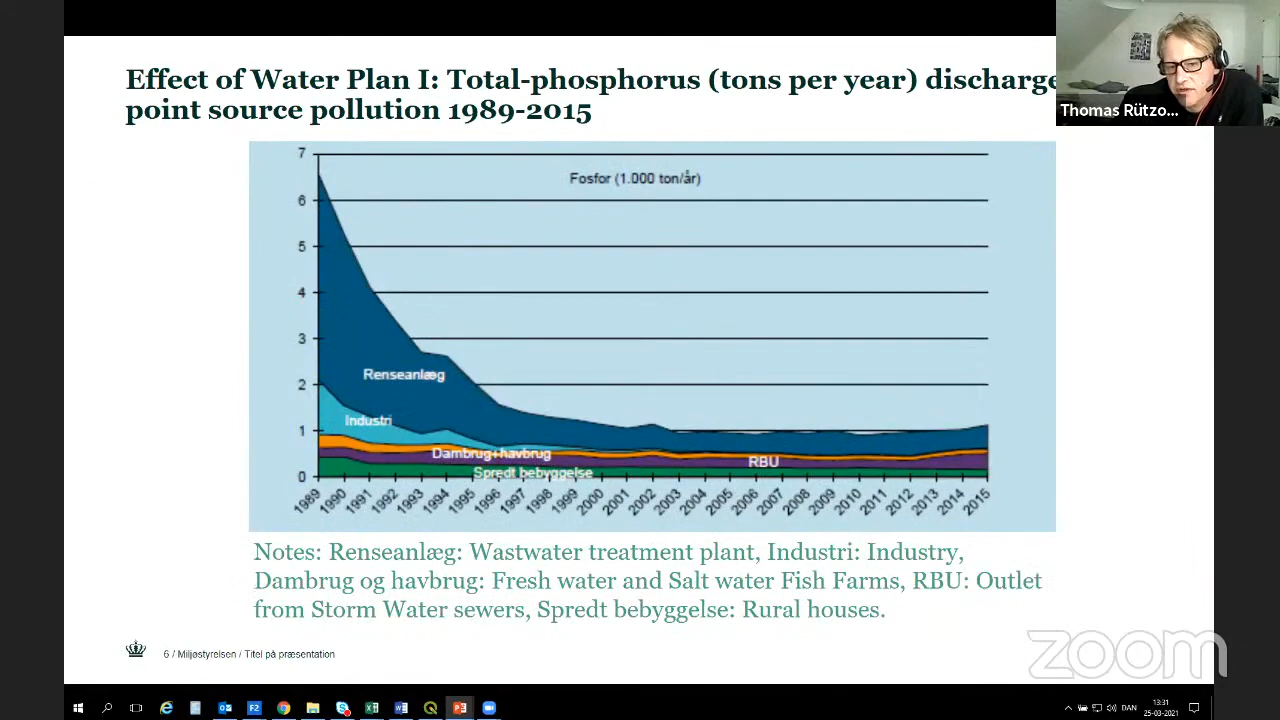 Effect of Water Plan I: Total-phosphorus (tons per year) discharge
point source pollution 1989-2015
Thomas Rützo...
Fosfor (1.000 ton/år)
7
6
5
4
3
2
1
0
Renseanlæg
Industri
Dambrug+havbrug
RBU
Spredt bebyggelse
1989 1990 1991 1992 1993 1994 1995 1996 1997 1998 1999 2000 2001 2002 2003 2004 2005 2006 2007 2008 2009 2010 2011 2012 2013 2014 2015
Notes: Renseanlæg: Wastwater treatment plant, Industri: Industry,
Dambrug og havbrug: Fresh water and Salt water Fish Farms, RBU: Outlet
from Storm Water sewers, Spredt bebyggelse: Rural houses.
6 / Miljøstyrelsen / Titel på præsentation
zoom
DAN
13:31
25-03-2021